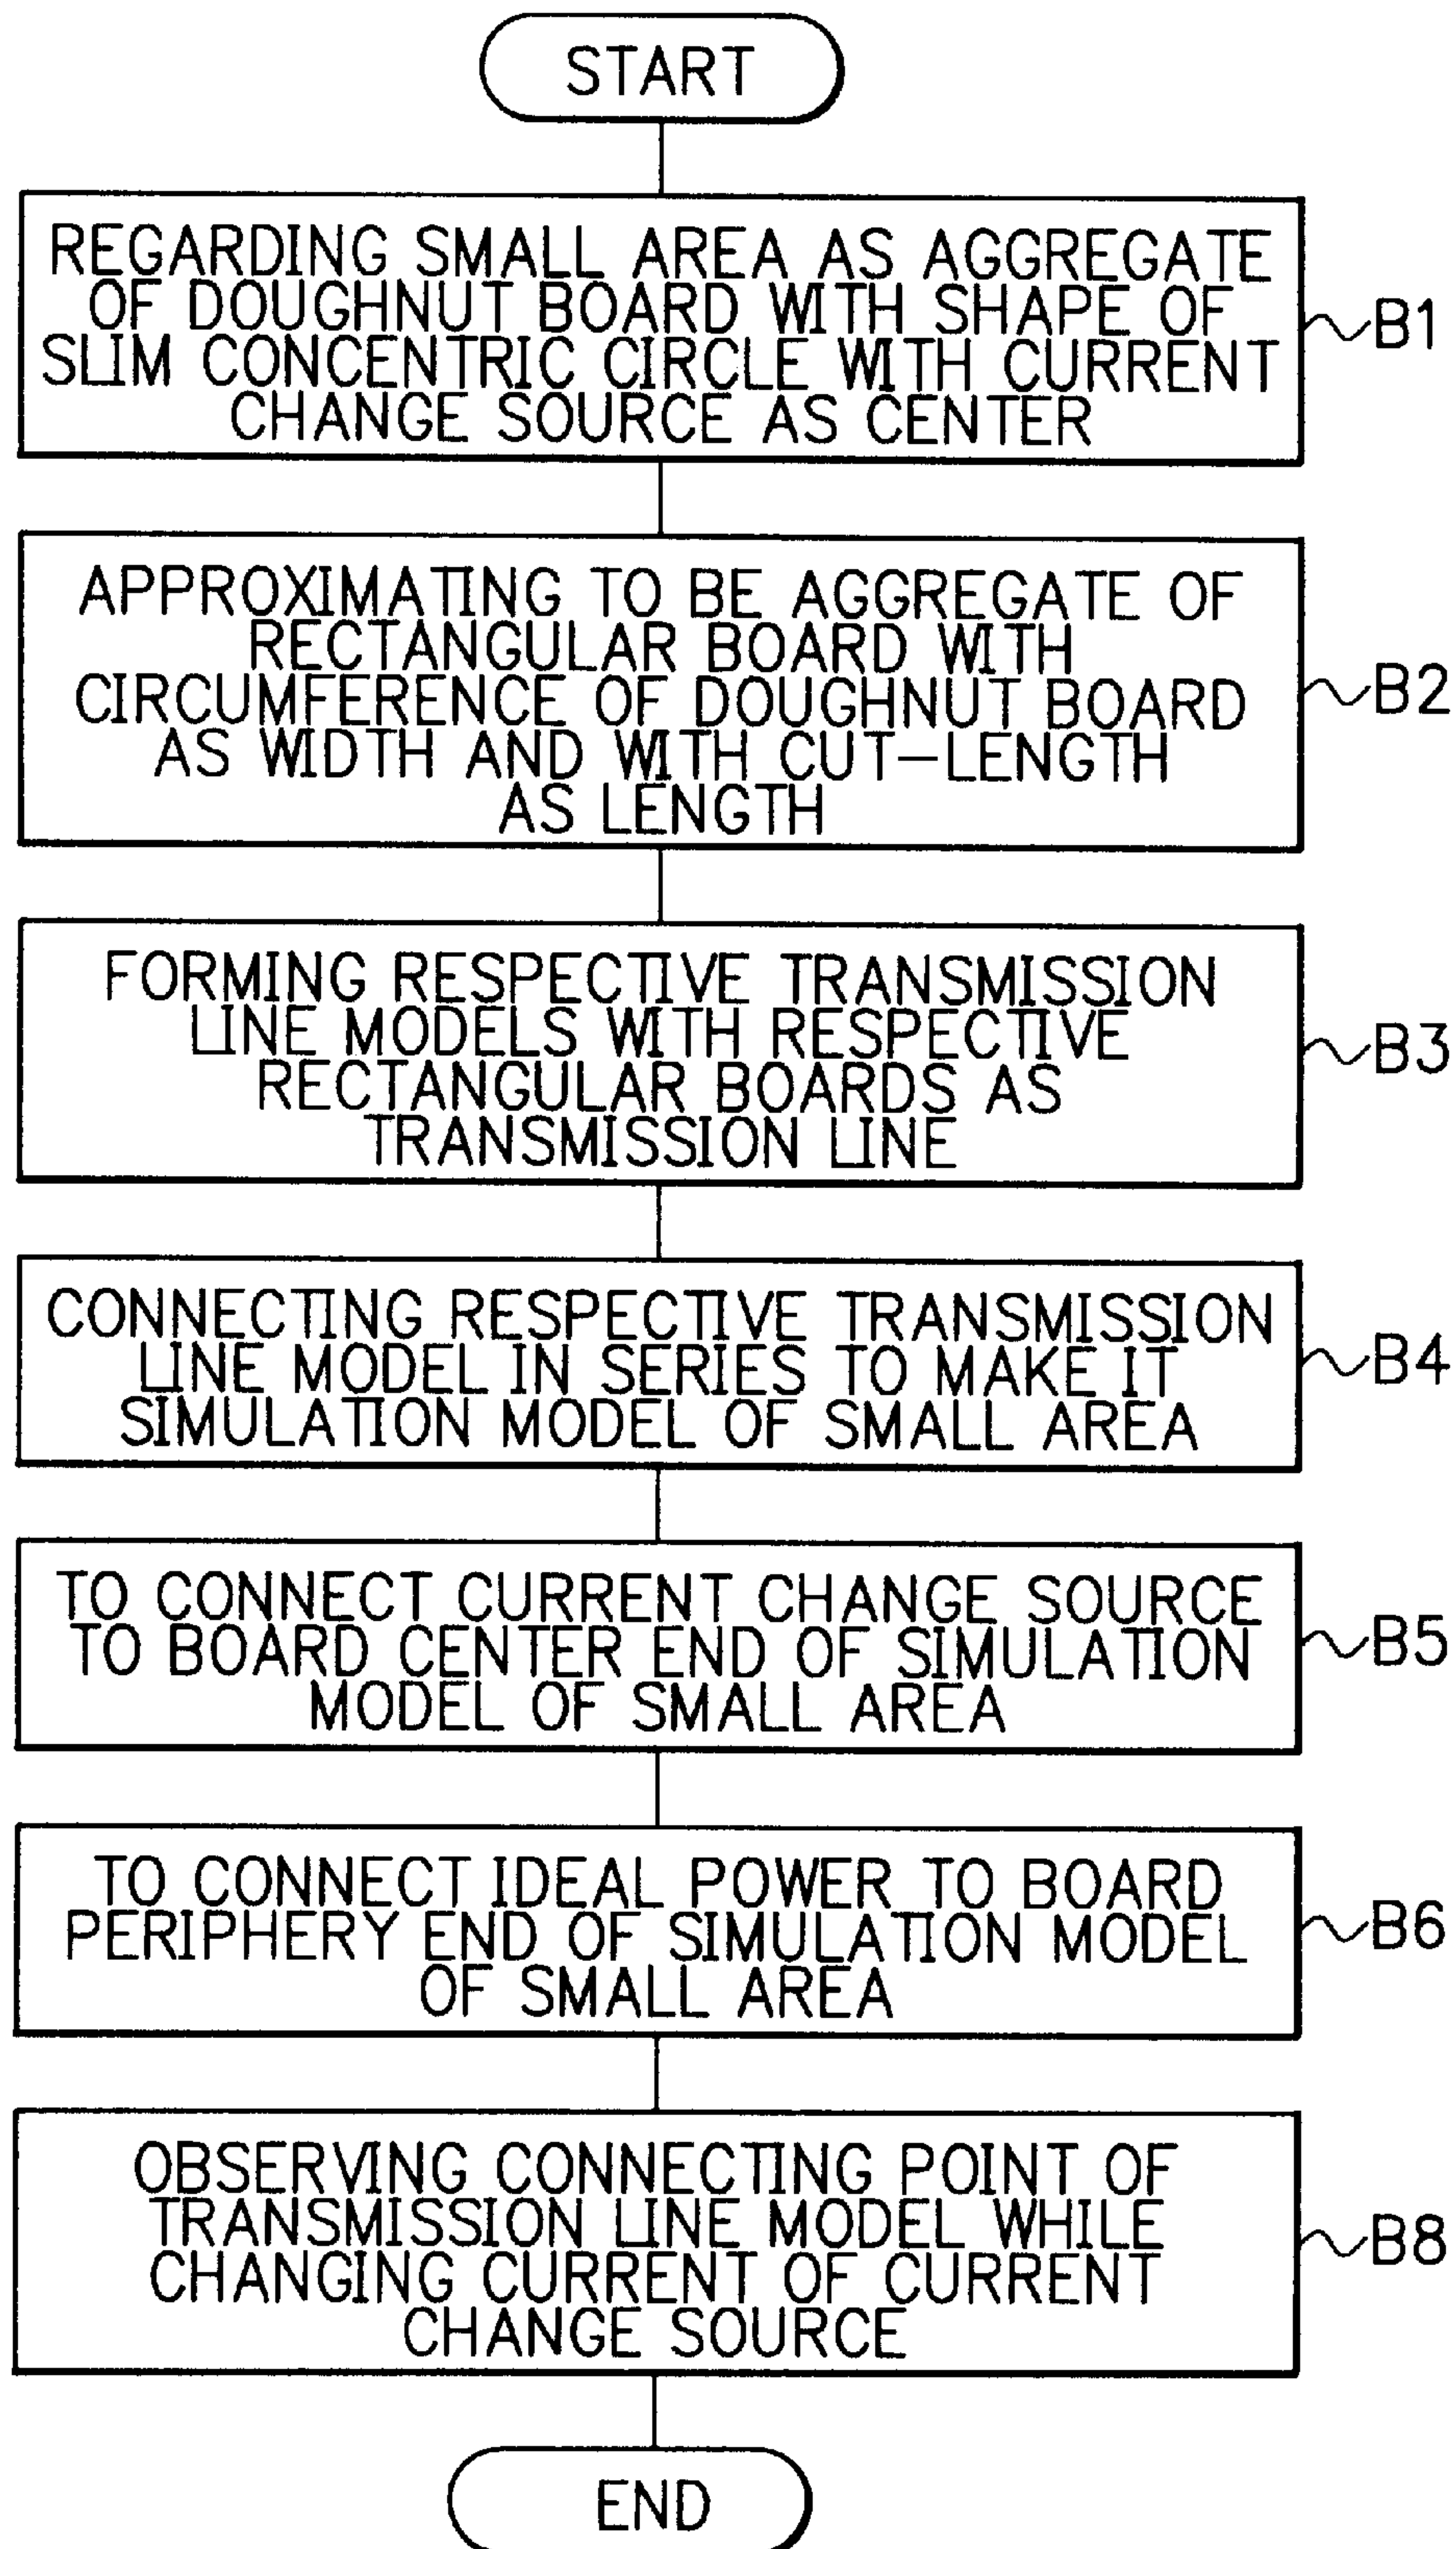 START
REGARDING SMALL AREA AS AGGREGATE
OF DOUGHNUT BOARD WITH SHAPE OF
SLIM CONCENTRIC CIRCLE WITH CURRENT
CHANGE SOURCE AS CENTER
B1
APPROXIMATING TO BE AGGREGATE OF
RECTANGULAR BOARD WITH
CIRCUMFERENCE OF DOUGHNUT BOARD
AS WIDTH AND WITH CUT-LENGTH
AS LENGTH
B2
FORMING RESPECTIVE TRANSMISSION
LINE MODELS WITH RESPECTIVE
RECTANGULAR BOARDS AS
TRANSMISSION LINE
B3
CONNECTING RESPECTIVE TRANSMISSION
LINE MODEL IN SERIES TO MAKE IT
SIMULATION MODEL OF SMALL AREA
B4
TO CONNECT CURRENT CHANGE SOURCE
TO BOARD CENTER END OF SIMULATION
MODEL OF SMALL AREA
B5
TO CONNECT IDEAL POWER TO BOARD
PERIPHERY END OF SIMULATION MODEL
OF SMALL AREA
B6
OBSERVING CONNECTING POINT OF
TRANSMISSION LINE MODEL WHILE
CHANGING CURRENT OF CURRENT
CHANGE SOURCE
B8
END